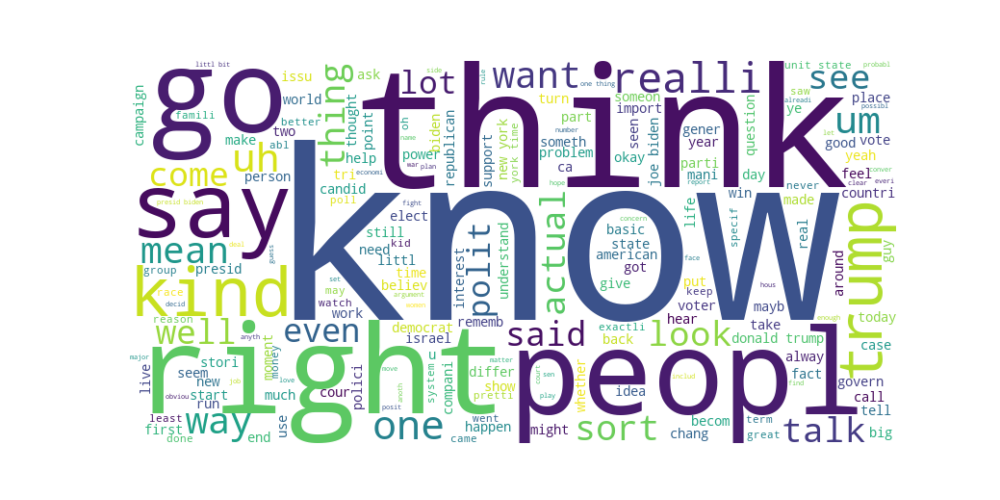 go
think
know
right
peopl
say
kind
trump
realli
want
lot
see
um
uh
come
thing
mean
well
way
one
even
said
sort
look
talk
actual
polit
littl bit
campaign
famili
issu
world
better
two
make
abl
person
ask
thought
point
help
power
tri
candid
poll
biden
oh
name
war
plan
economi
side
rule
republican
support
new york
york time
turn
part
someth
problem
one thing
number
okay
seen
import
someon
ca
joe biden
gener
year
parti
mani
day
question
unit state
saw
alreadi
ye
good
place
possibl
probabl
vote
yeah
let
feel
clear
everi
countri
never
made
win
hope
report
presid biden
deal
guess
group
presid
race
decid
reason
anyth
moment
money
still
need
littl
kid
elect
fight
time
believ
argument
may
set
watch
work
democrat
israel
rememb
interest
understand
concern
basic
state
american
got
give
life
put
keep
voter
hear
face
specif
real
hous
mayb
take
around
guy
today
enough
case
donald trump
exactli
back
differ
show
pretti
compani
system
u
matter
might
happen
went
came
becom
chang
idea
whether
court
sen
play
includ
find
term
great
alway
fact
govern
call
tell
big
major
live
obviou
stori
seem
new
start
run
job
much
love
cour
polici
move
anoth
posit
least
first
done
end
use